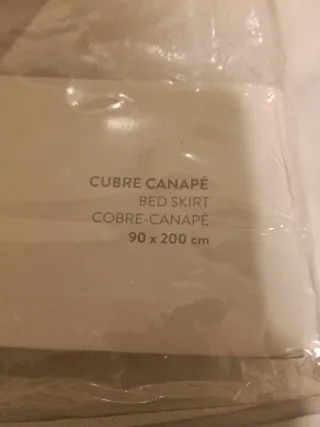 CUBRE CANAPÉ
BED SKIRT
COBRE-CANAPÉ
90 x 200 cm